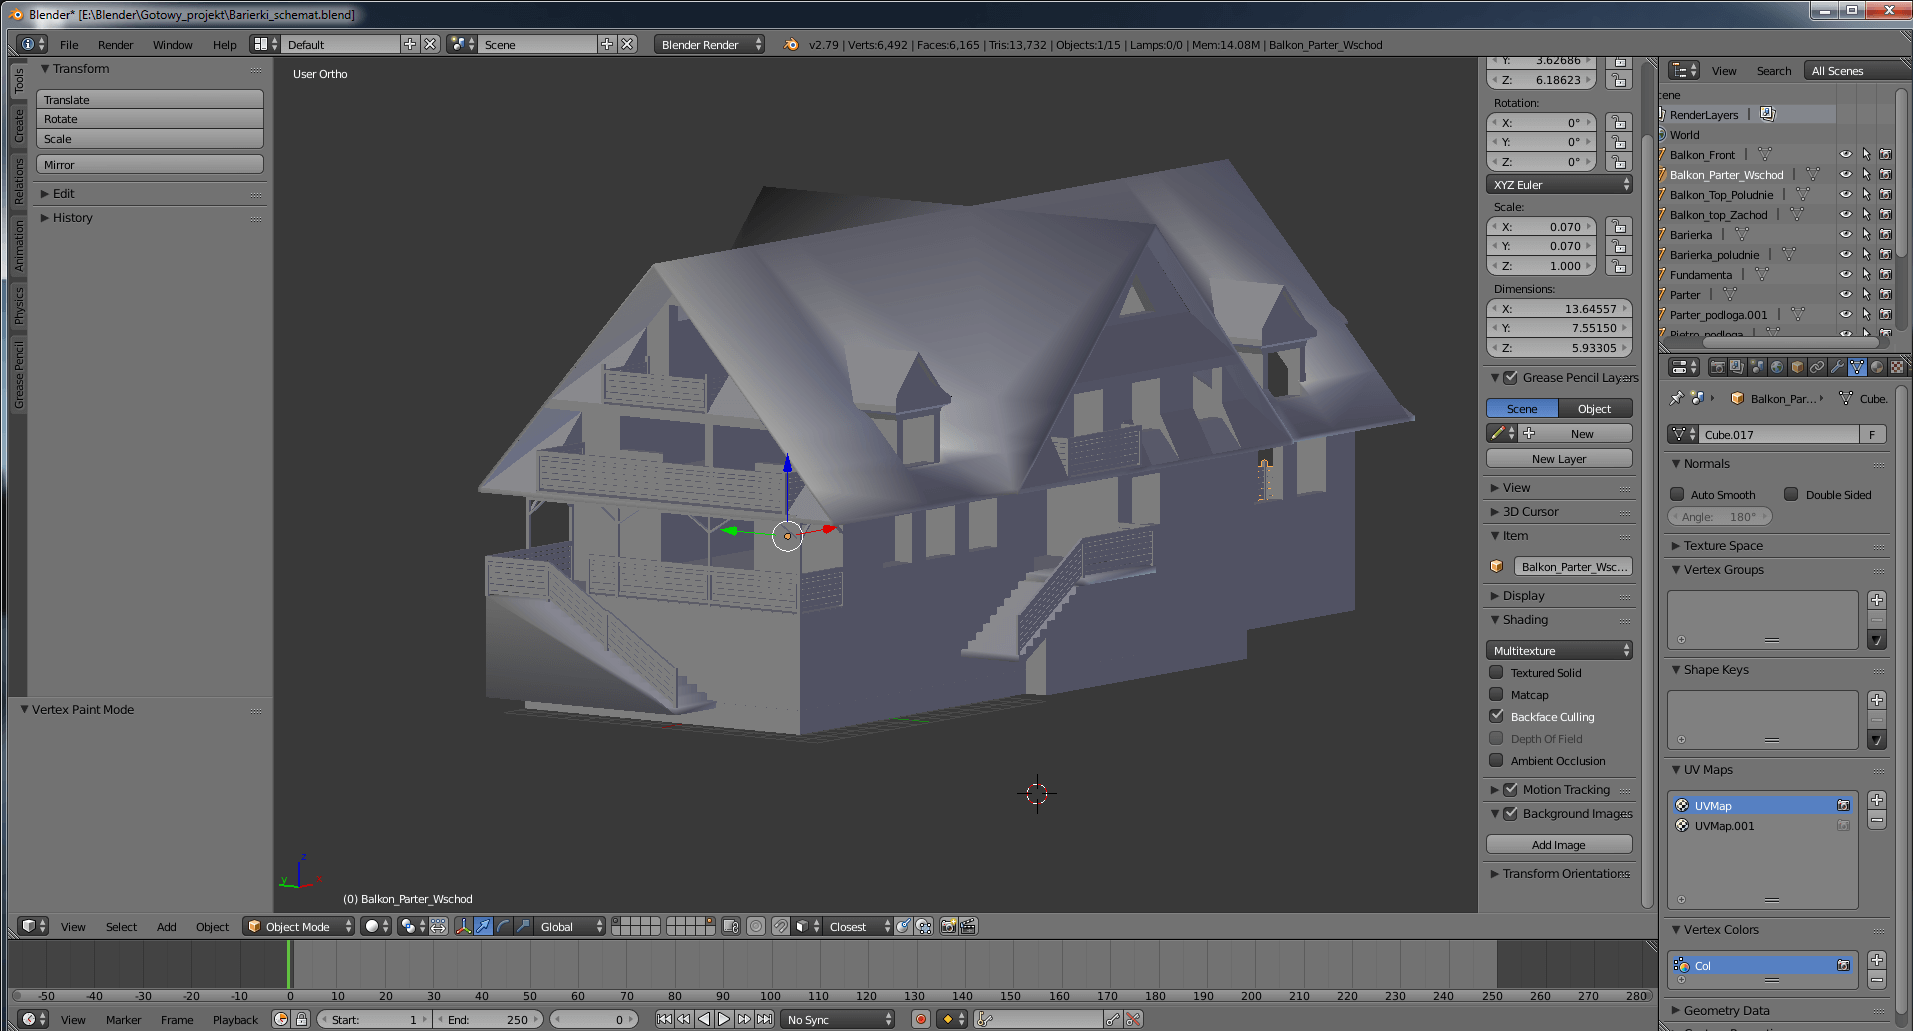 Blender* [E:\Blender\Gotowy_projekt\Barierki_schemat.blend]
File Render Window Help Default Scene Blender Render v2.79 | Verts:6,492 | Faces:6,165 | Tris:13,732 | Objects:1/15 | Lamps:0/0 | Mem:14.08M | Balkon_Parter_Wschod
Tools
Create
Relations
Animation
Physics
Grease Pencil
Transform
Translate
Rotate
Scale
Mirror
Edit
History
Vertex Paint Mode
User Ortho
z
y
x
(0) Balkon_Parter_Wschod
Y: 3.62686
Z: 6.18623
Rotation:
X: 0°
Y: 0°
Z: 0°
XYZ Euler
Scale:
X: 0.070
Y: 0.070
Z: 1.000
Dimensions:
X: 13.64557
Y: 7.55150
Z: 5.93305
Grease Pencil Layers
Scene Object
New
New Layer
View
3D Cursor
Item
Balkon_Parter_Wsc...
Display
Shading
Multitexture
Textured Solid
Matcap
Backface Culling
Depth Of Field
Ambient Occlusion
Motion Tracking
Background Images
Add Image
Transform Orientations
View Search All Scenes
cene
RenderLayers |
World
Balkon_Front |
Balkon_Parter_Wschod |
Balkon_Top_Poludnie |
Balkon_top_Zachod |
Barierka |
Barierka_poludnie |
Fundamenta |
Parter |
Parter_podloga.001 |
Pietro_podloga |
Balkon_Par... Cube.
Cube.017 F
Normals
Auto Smooth Double Sided
Angle: 180°
Texture Space
Vertex Groups
Shape Keys
UV Maps
UVMap
UVMap.001
Vertex Colors
Col
Geometry Data
View Select Add Object Object Mode Global Closest
-50 -40 -30 -20 -10 0 10 20 30 40 50 60 70 80 90 100 110 120 130 140 150 160 170 180 190 200 210 220 230 240 250 260 270 280
View Marker Frame Playback Start: 1 End: 250 0 No Sync